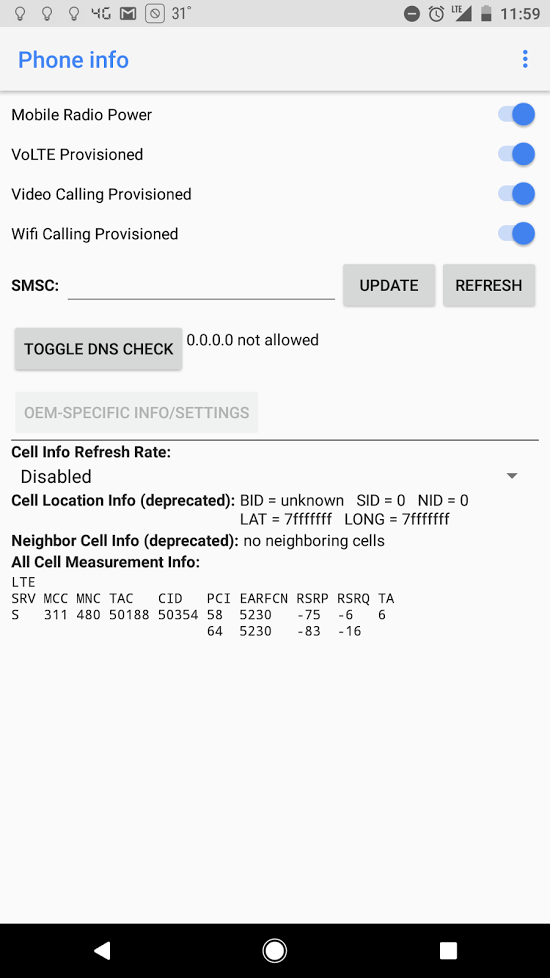 4G 31° LTE 11:59
Phone info
Mobile Radio Power
VoLTE Provisioned
Video Calling Provisioned
Wifi Calling Provisioned
SMSC: UPDATE REFRESH
TOGGLE DNS CHECK 0.0.0.0 not allowed
OEM-SPECIFIC INFO/SETTINGS
Cell Info Refresh Rate:
Disabled
Cell Location Info (deprecated): BID = unknown SID = 0 NID = 0
LAT = 7fffffff LONG = 7fffffff
Neighbor Cell Info (deprecated): no neighboring cells
All Cell Measurement Info:
LTE
SRV MCC MNC TAC CID PCI EARFCN RSRP RSRQ TA
S 311 480 50188 50354 58 5230 -75 -6 6
64 5230 -83 -16